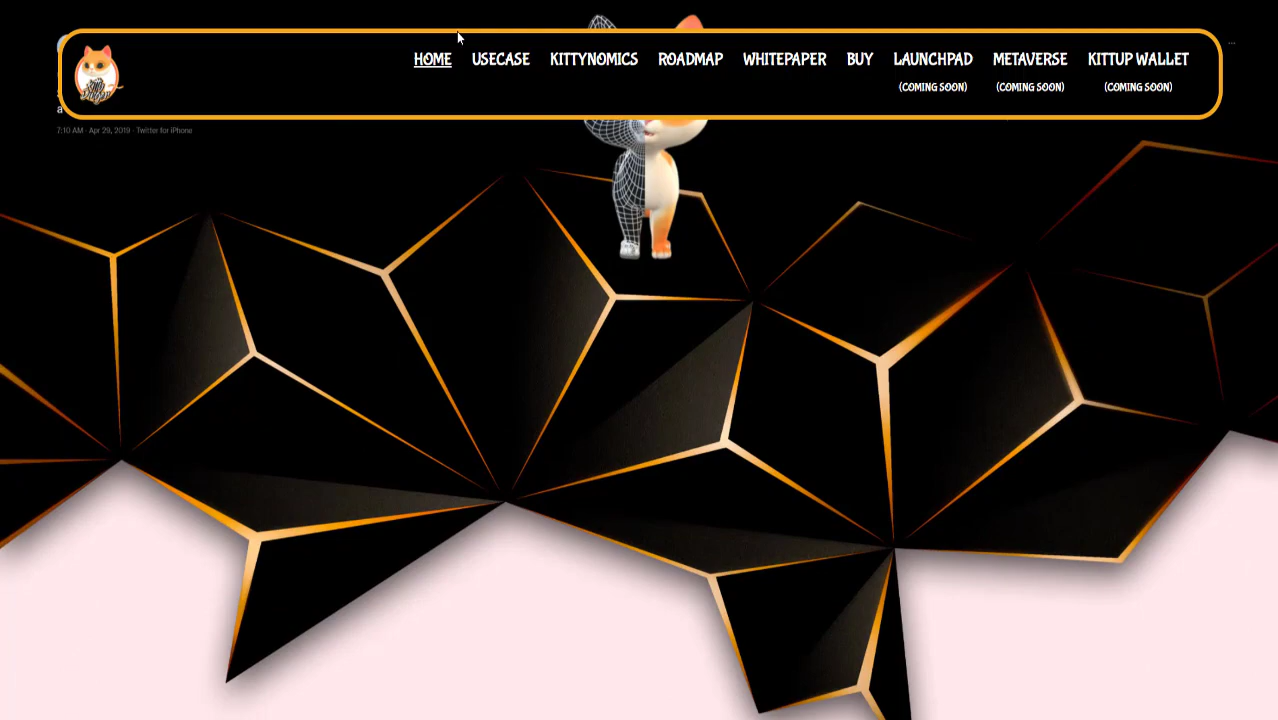 HOME USECASE KITTYNOMICS ROADMAP WHITEPAPER BUY LAUNCHPAD METAVERSE KITTUP WALLET
(COMING SOON) (COMING SOON) (COMING SOON)
a
7:10 AM · Apr 29, 2019 · Twitter for iPhone